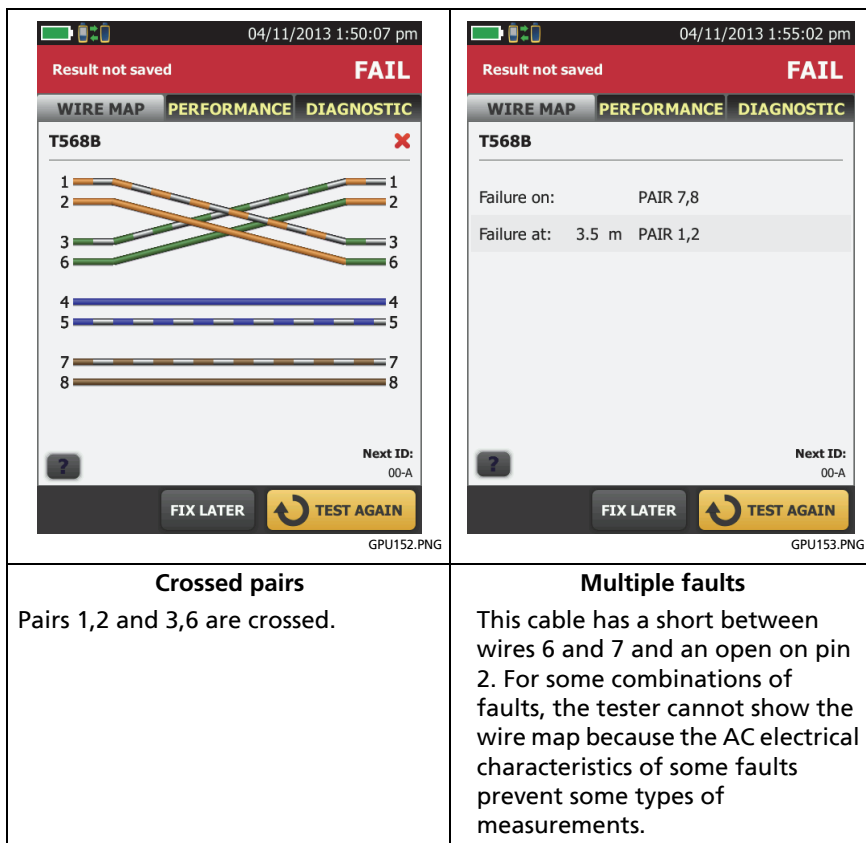 04/11/2013 1:50:07 pm
Result not saved FAIL
WIRE MAP PERFORMANCE DIAGNOSTIC
T568B
1 1
2 2
3 3
6 6
4 4
5 5
7 7
8 8
?
Next ID:
00-A
FIX LATER TEST AGAIN
GPU152.PNG
04/11/2013 1:55:02 pm
Result not saved FAIL
WIRE MAP PERFORMANCE DIAGNOSTIC
T568B
Failure on: PAIR 7,8
Failure at: 3.5 m PAIR 1,2
?
Next ID:
00-A
FIX LATER TEST AGAIN
GPU153.PNG
Crossed pairs
Pairs 1,2 and 3,6 are crossed.
Multiple faults
This cable has a short between
wires 6 and 7 and an open on pin
2. For some combinations of
faults, the tester cannot show the
wire map because the AC electrical
characteristics of some faults
prevent some types of
measurements.